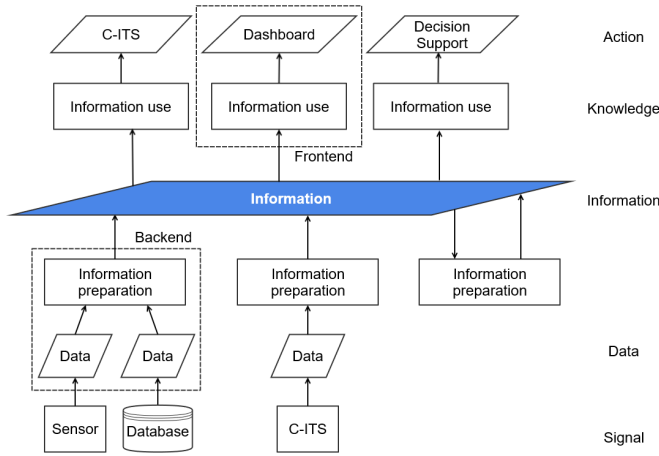 C-ITS
Dashboard
Decision
Support
Action
Information use
Information use
Information use
Knowledge
Frontend
Information
Information
Backend
Information
preparation
Information
preparation
Information
preparation
Data
Data
Data
Data
Sensor
Database
C-ITS
Signal